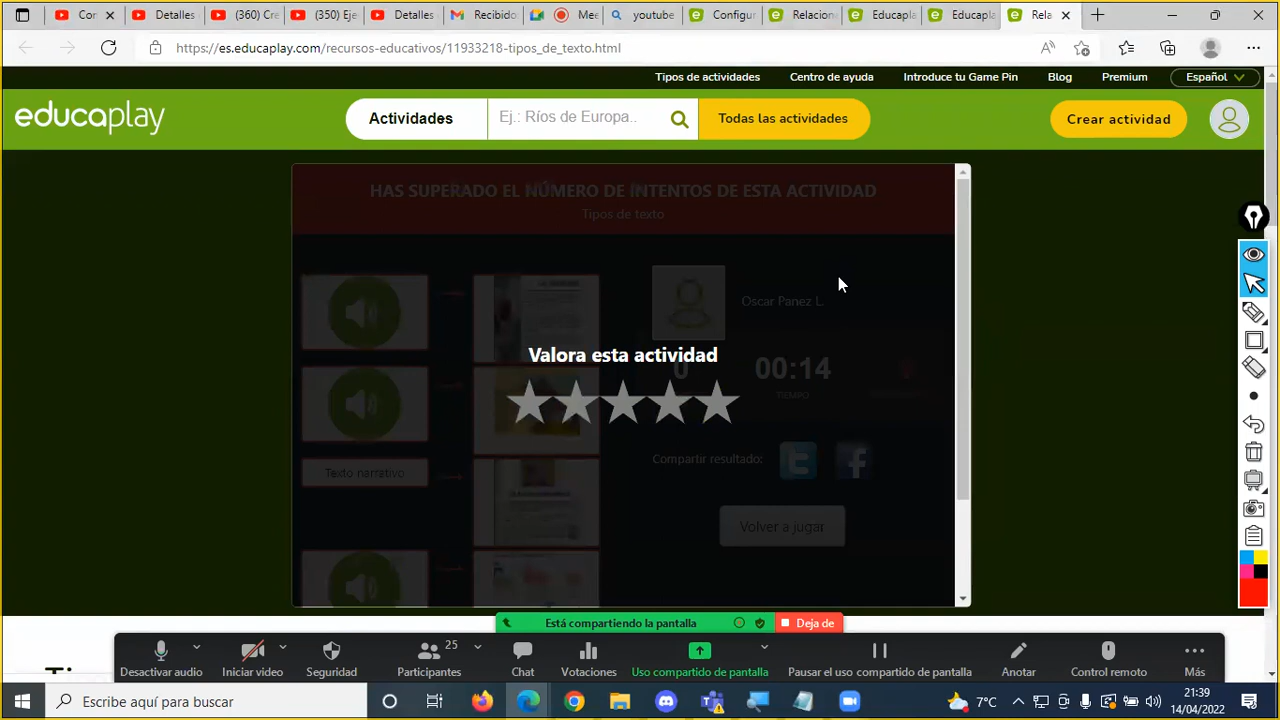 Cor
Detalles
(360) Cre
(350) Eje
Detalles
Recibido
Mee
youtube
Configur
Relacione
Educapla
Educapla
Rela
https://es.educaplay.com/recursos-educativos/11933218-tipos_de_texto.html
Tipos de actividades
Centro de ayuda
Introduce tu Game Pin
Blog
Premium
Español
educaplay
Actividades
Ej.: Ríos de Europa..
Todas las actividades
Crear actividad
HAS SUPERADO EL NÚMERO DE INTENTOS DE ESTA ACTIVIDAD
Tipos de texto
Oscar Panez L.
Valora esta actividad
0
00:14
TIEMPO
Compartir resultado:
Texto narrativo
Volver a jugar
Está compartiendo la pantalla
Deja de
25
Desactivar audio
Iniciar video
Seguridad
Participantes
Chat
Votaciones
Uso compartido de pantalla
Pausar el uso compartido de pantalla
Anotar
Control remoto
Más
Escribe aquí para buscar
7°C
21:39
14/04/2022